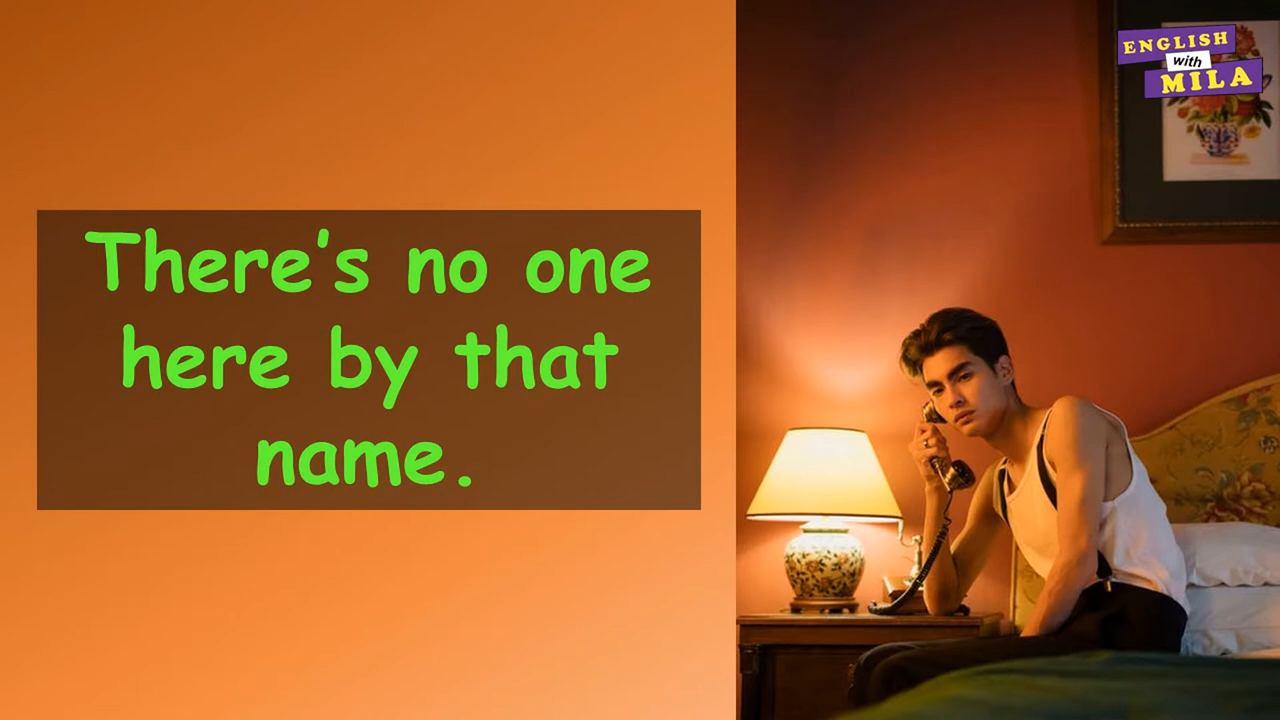 There's no one
here by that
name.
ENGLISH
with
MILA